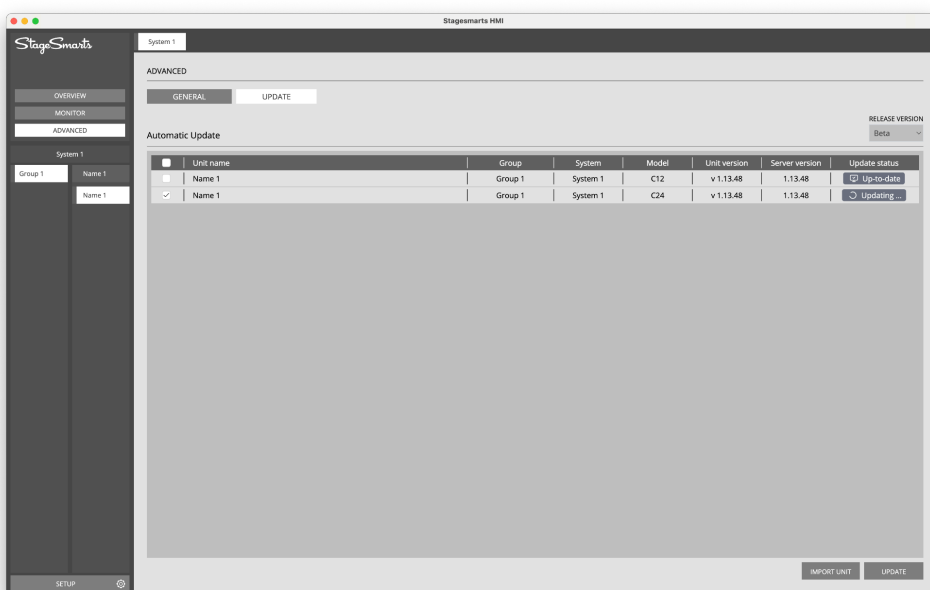 Stagesmarts HMI
StageSmarts
System 1
ADVANCED
OVERVIEW
GENERAL
UPDATE
MONITOR
ADVANCED
RELEASE VERSION
Beta
Automatic Update
System 1
Group 1
Name 1
Name 1
Unit name Group System Model Unit version Server version Update status
Name 1 Group 1 System 1 C12 v 1.13.48 1.13.48 Up-to-date
Name 1 Group 1 System 1 C24 v 1.13.48 1.13.48 Updating ...
IMPORT UNIT
UPDATE
SETUP